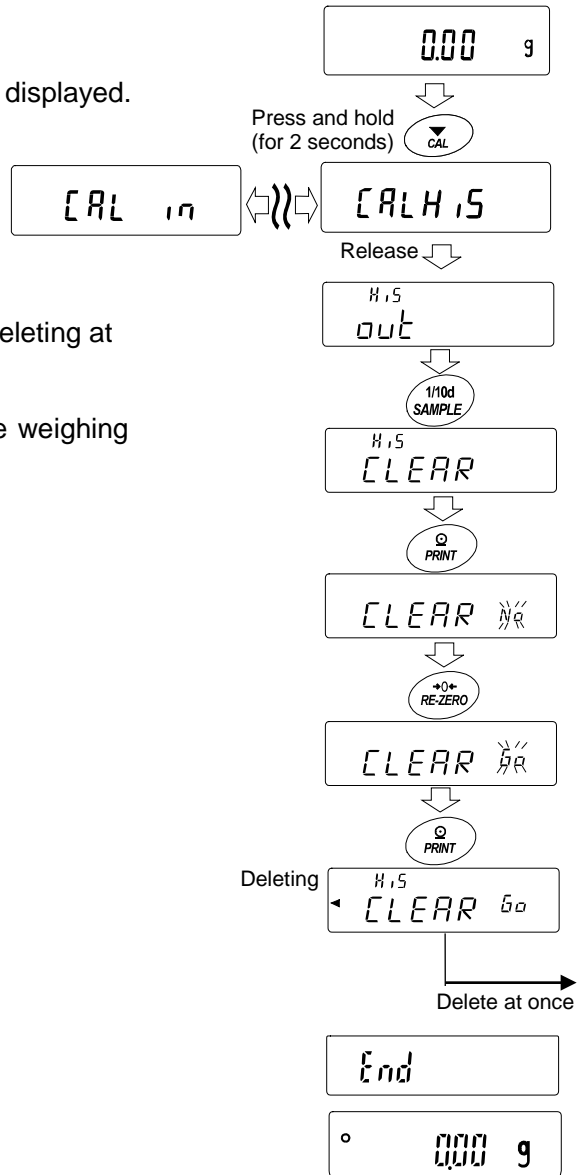 0.00 g
displayed.
Press and hold
(for 2 seconds)
CAL
CAL in
CALHiS
Release
HiS
out
eleting at
1/10d
SAMPLE
e weighing
HiS
CLEAR
PRINT
CLEAR No
→0←
RE-ZERO
CLEAR Go
PRINT
Deleting
HiS
CLEAR Go
Delete at once
End
0.00 g